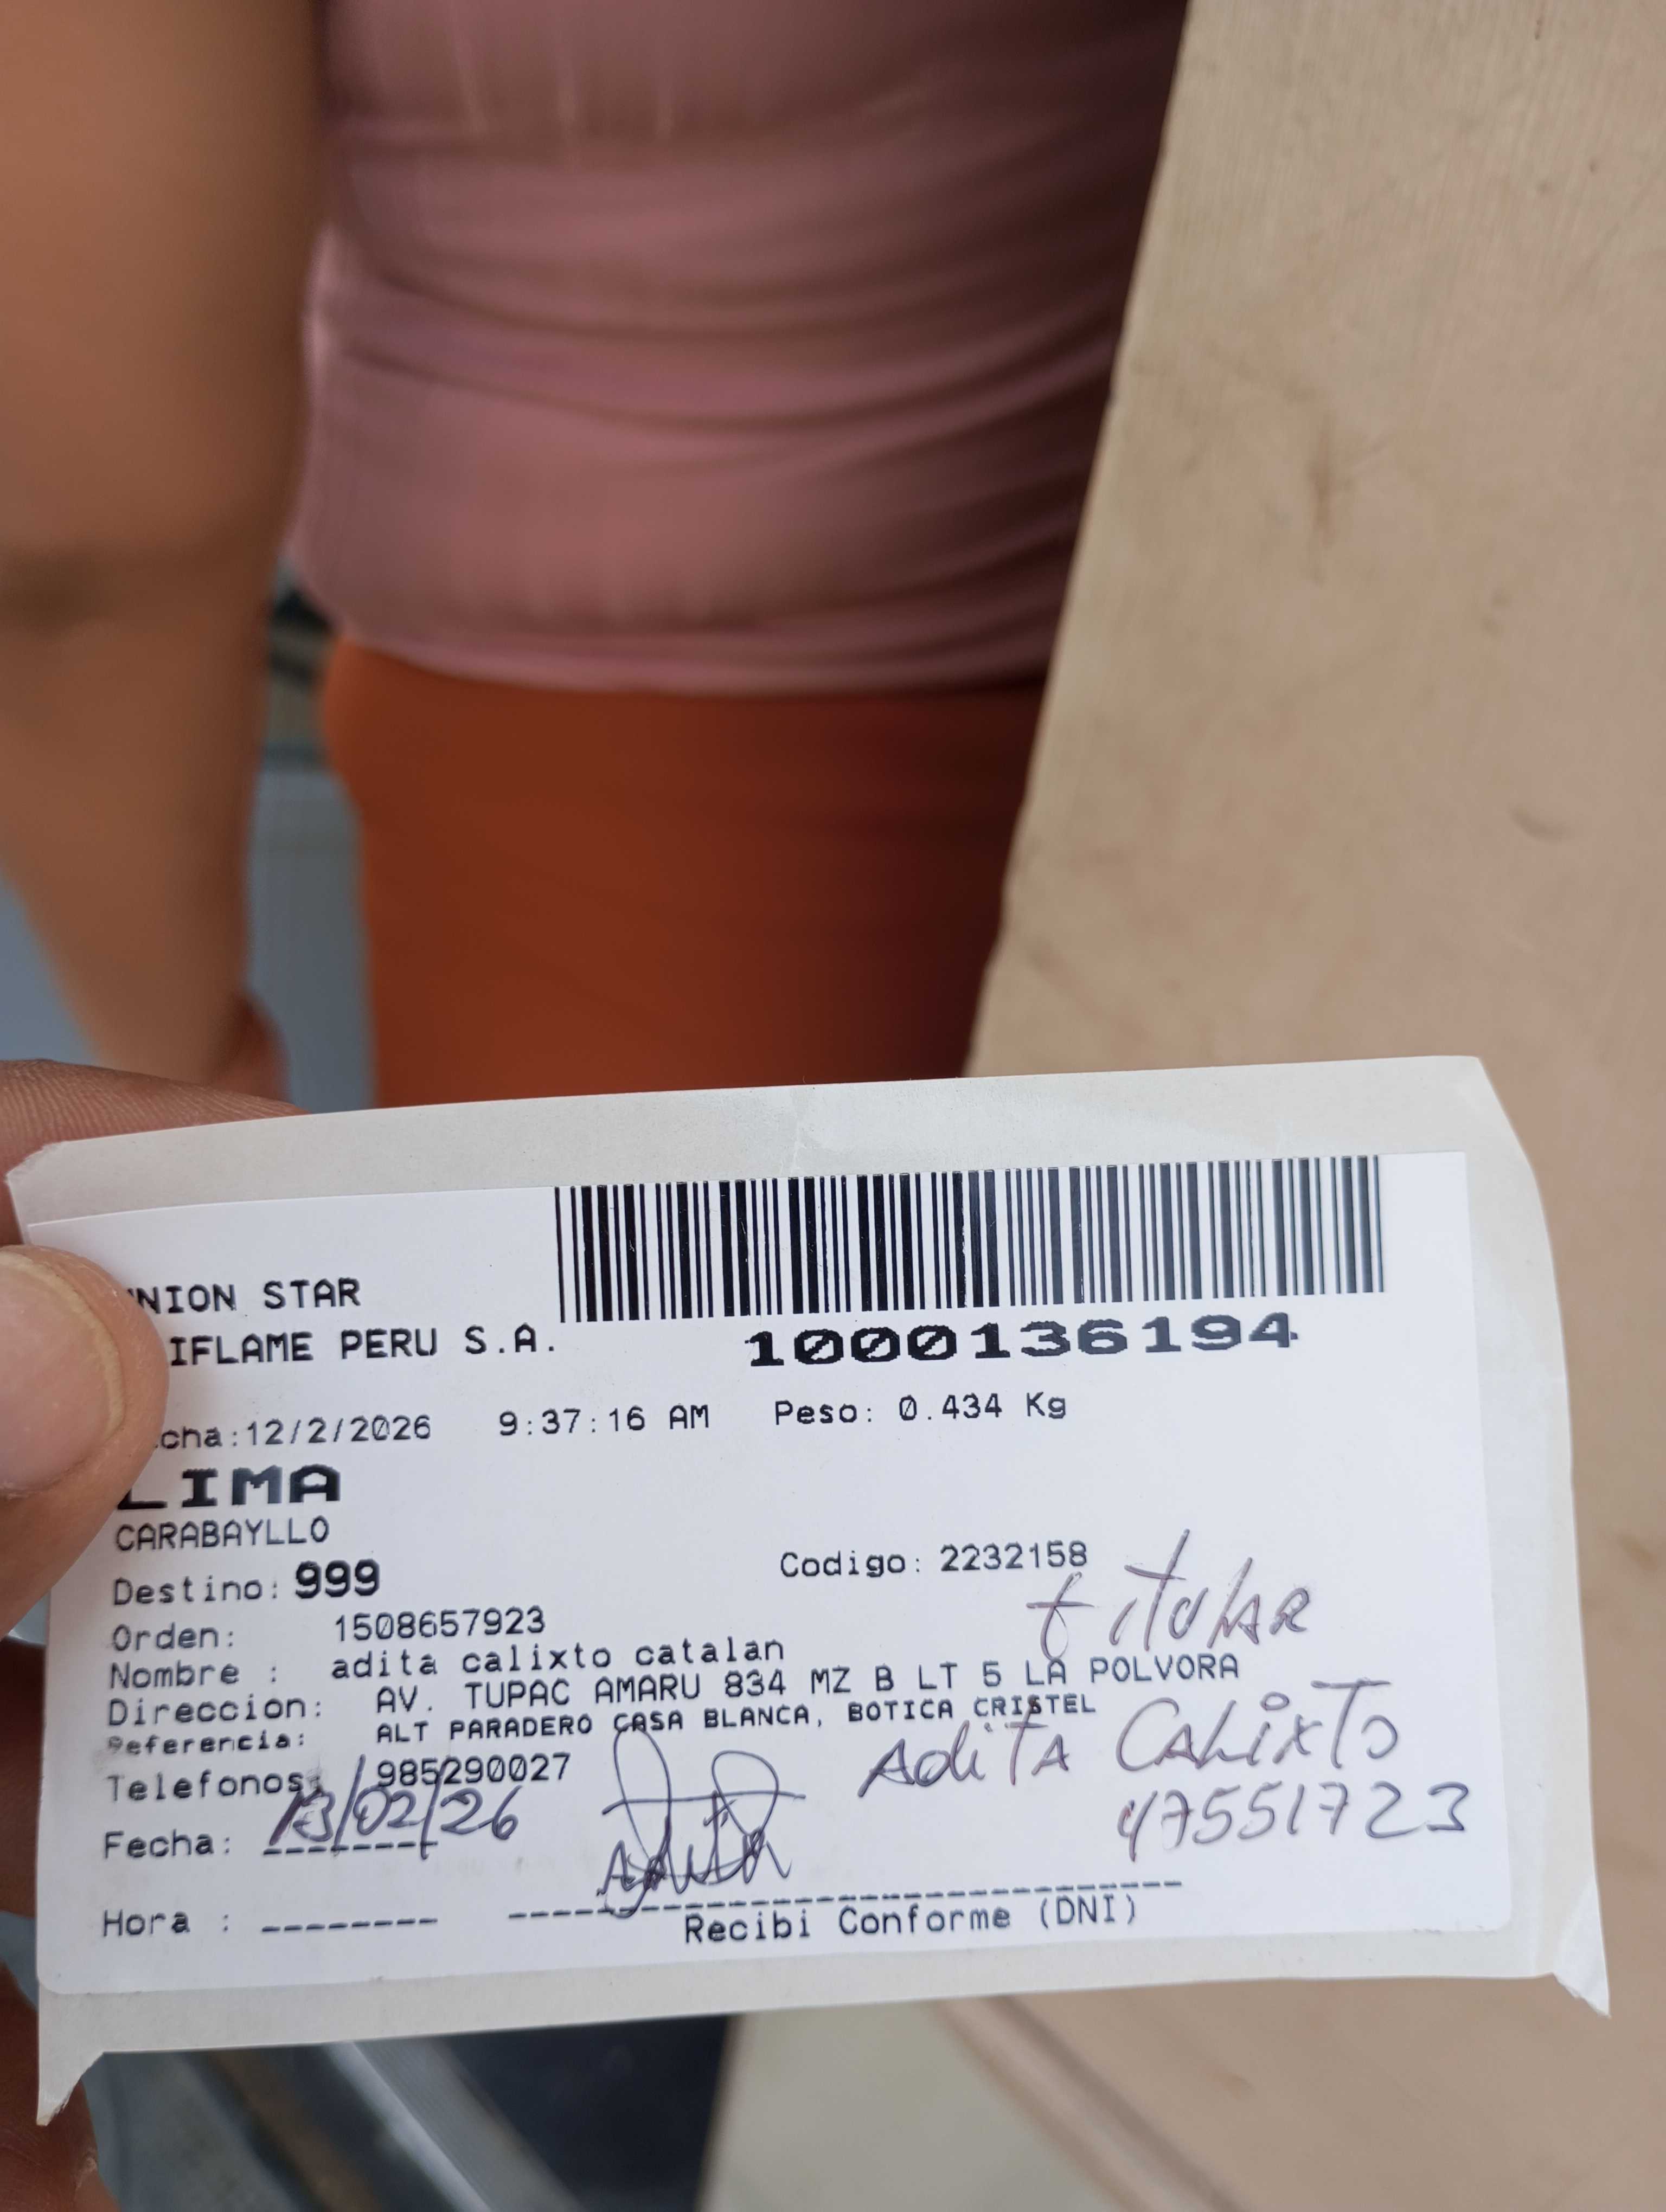 NION STAR
IFLAME PERU S.A.
1000136194
cha:12/2/2026 9:37:16 AM Peso: 0.434 Kg
LIMA
CARABAYLLO
Destino: 999 Codigo: 2232158
titular
Orden: 1508657923
Nombre : adita calixto catalan
Direccion: AV. TUPAC AMARU 834 MZ B LT 5 LA POLVORA
Referencia: ALT PARADERO CASA BLANCA, BOTICA CRISTEL
Adita Calixto
Telefonos: 985290027
47551723
Fecha: 13/02/26
Adita
Hora : --------
Recibi Conforme (DNI)